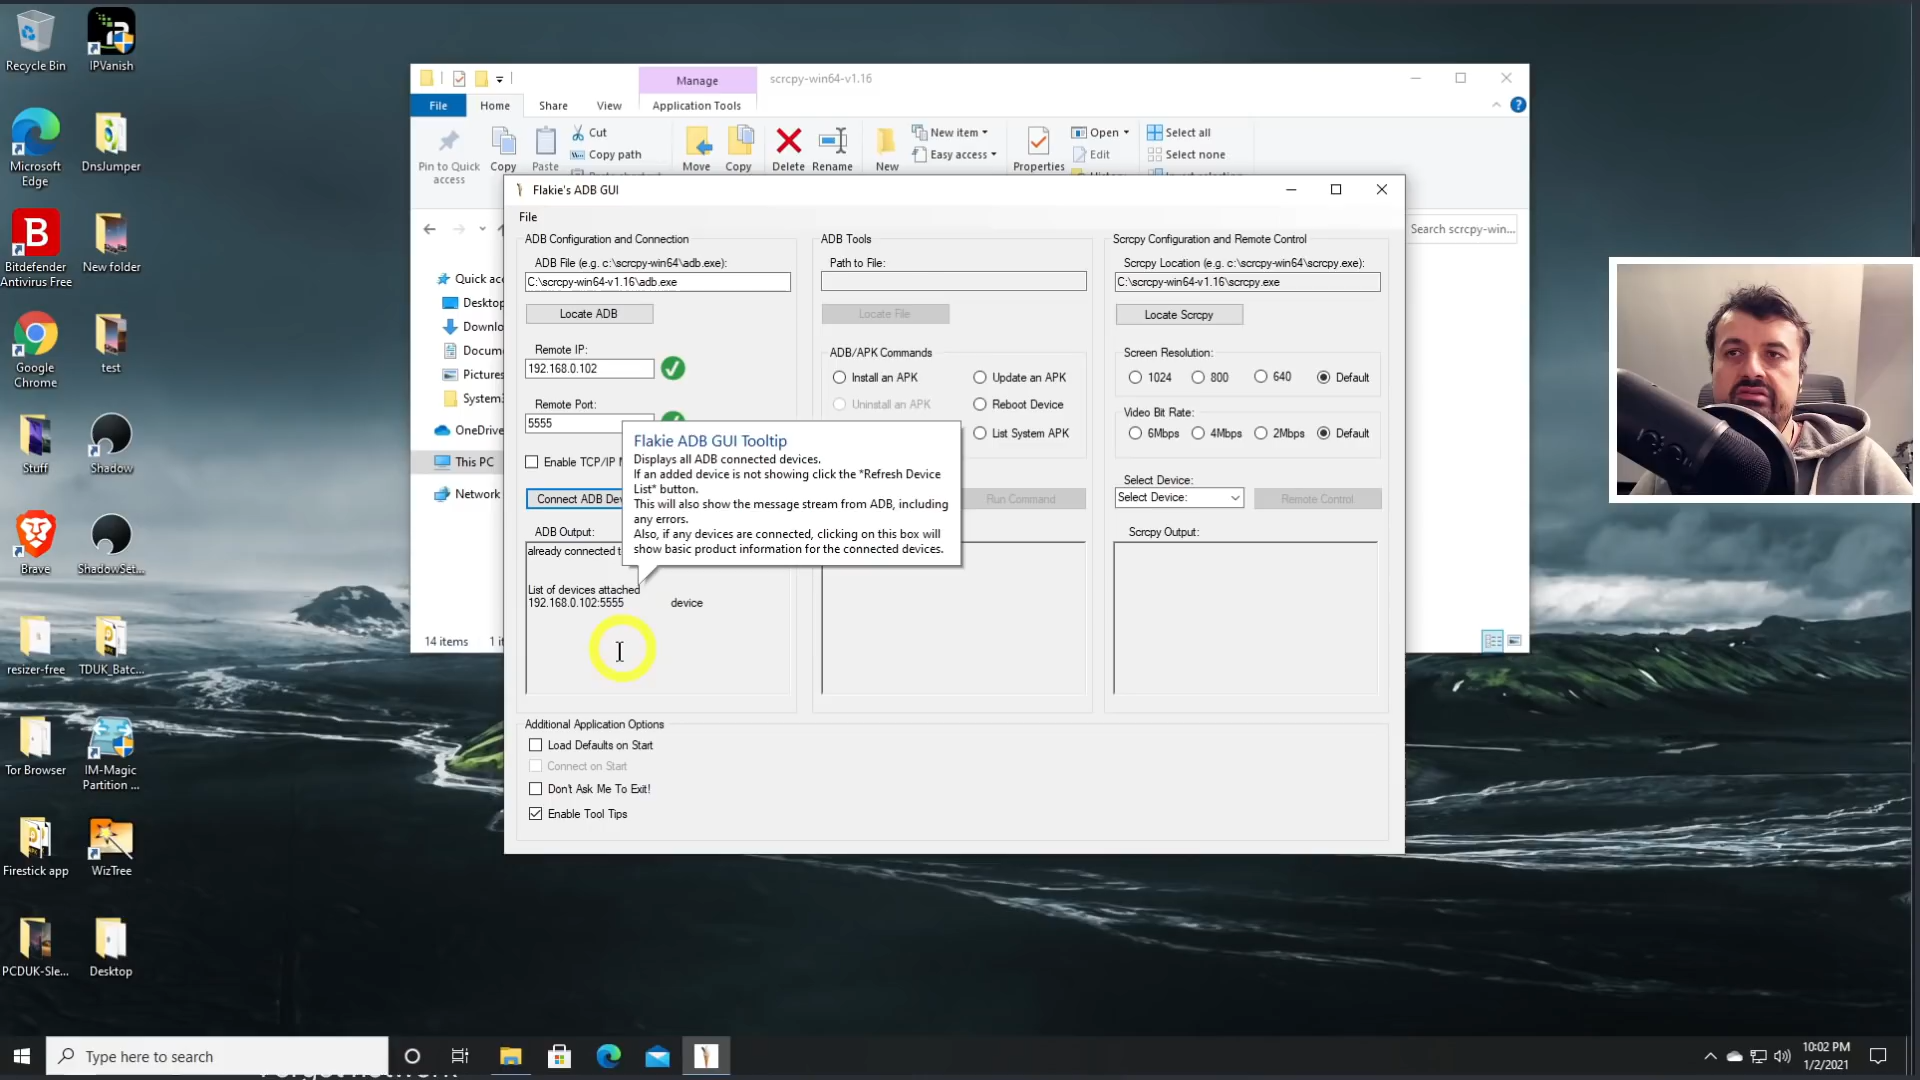 Recycle Bin
IPVanish
Microsoft
Edge
DnsJumper
Bitdefender
Antivirus Free
New folder
Google
Chrome
test
Stuff
Shadow
Brave
ShadowSet...
resizer-free
TDUK_Batc...
Tor Browser
IM-Magic
Partition ...
Firestick app
WizTree
PCDUK-Sle...
Desktop
Manage
scrcpy-win64-v1.16
File
Home
Share
View
Application Tools
Pin to Quick
access
Copy
Paste
Cut
Copy path
Move
Copy
Delete
Rename
New
New item
Easy access
Properties
Open
Edit
Select all
Select none
Search scrcpy-win...
Quick acc
Desktop
Downlo
Docum
Pictures
System3
OneDrive
This PC
Network
14 items
Flakie's ADB GUI
File
ADB Configuration and Connection
ADB File (e.g. c:\scrcpy-win64\adb.exe):
C:\scrcpy-win64-v1.16\adb.exe
Locate ADB
Remote IP:
192.168.0.102
Remote Port:
5555
Enable TCP/IP M
Connect ADB Dev
ADB Output:
already connected t
List of devices attached
192.168.0.102:5555 device
ADB Tools
Path to File:
Locate File
ADB/APK Commands
Install an APK
Update an APK
Uninstall an APK
Reboot Device
List System APK
Run Command
Flakie ADB GUI Tooltip
Displays all ADB connected devices.
If an added device is not showing click the *Refresh Device
List* button.
This will also show the message stream from ADB, including
any errors.
Also, if any devices are connected, clicking on this box will
show basic product information for the connected devices.
Scrcpy Configuration and Remote Control
Scrcpy Location (e.g. c:\scrcpy-win64\scrcpy.exe):
C:\scrcpy-win64-v1.16\scrcpy.exe
Locate Scrcpy
Screen Resolution:
1024 800 640 Default
Video Bit Rate:
6Mbps 4Mbps 2Mbps Default
Select Device:
Select Device:
Remote Control
Scrcpy Output:
Additional Application Options
Load Defaults on Start
Connect on Start
Don't Ask Me To Exit!
Enable Tool Tips
Type here to search
10:02 PM
1/2/2021